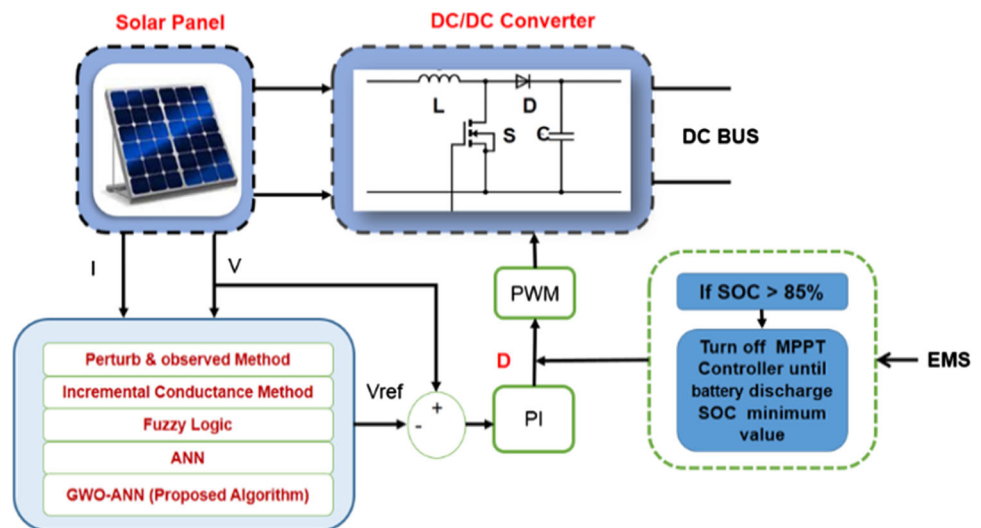 Solar Panel
DC/DC Converter
L
D
S
C
DC BUS
I
V
PWM
If SOC > 85%
Turn off MPPT
Controller until
battery discharge
SOC minimum
value
EMS
D
Perturb & observed Method
Incremental Conductance Method
Fuzzy Logic
ANN
GWO-ANN (Proposed Algorithm)
Vref
+
-
PI